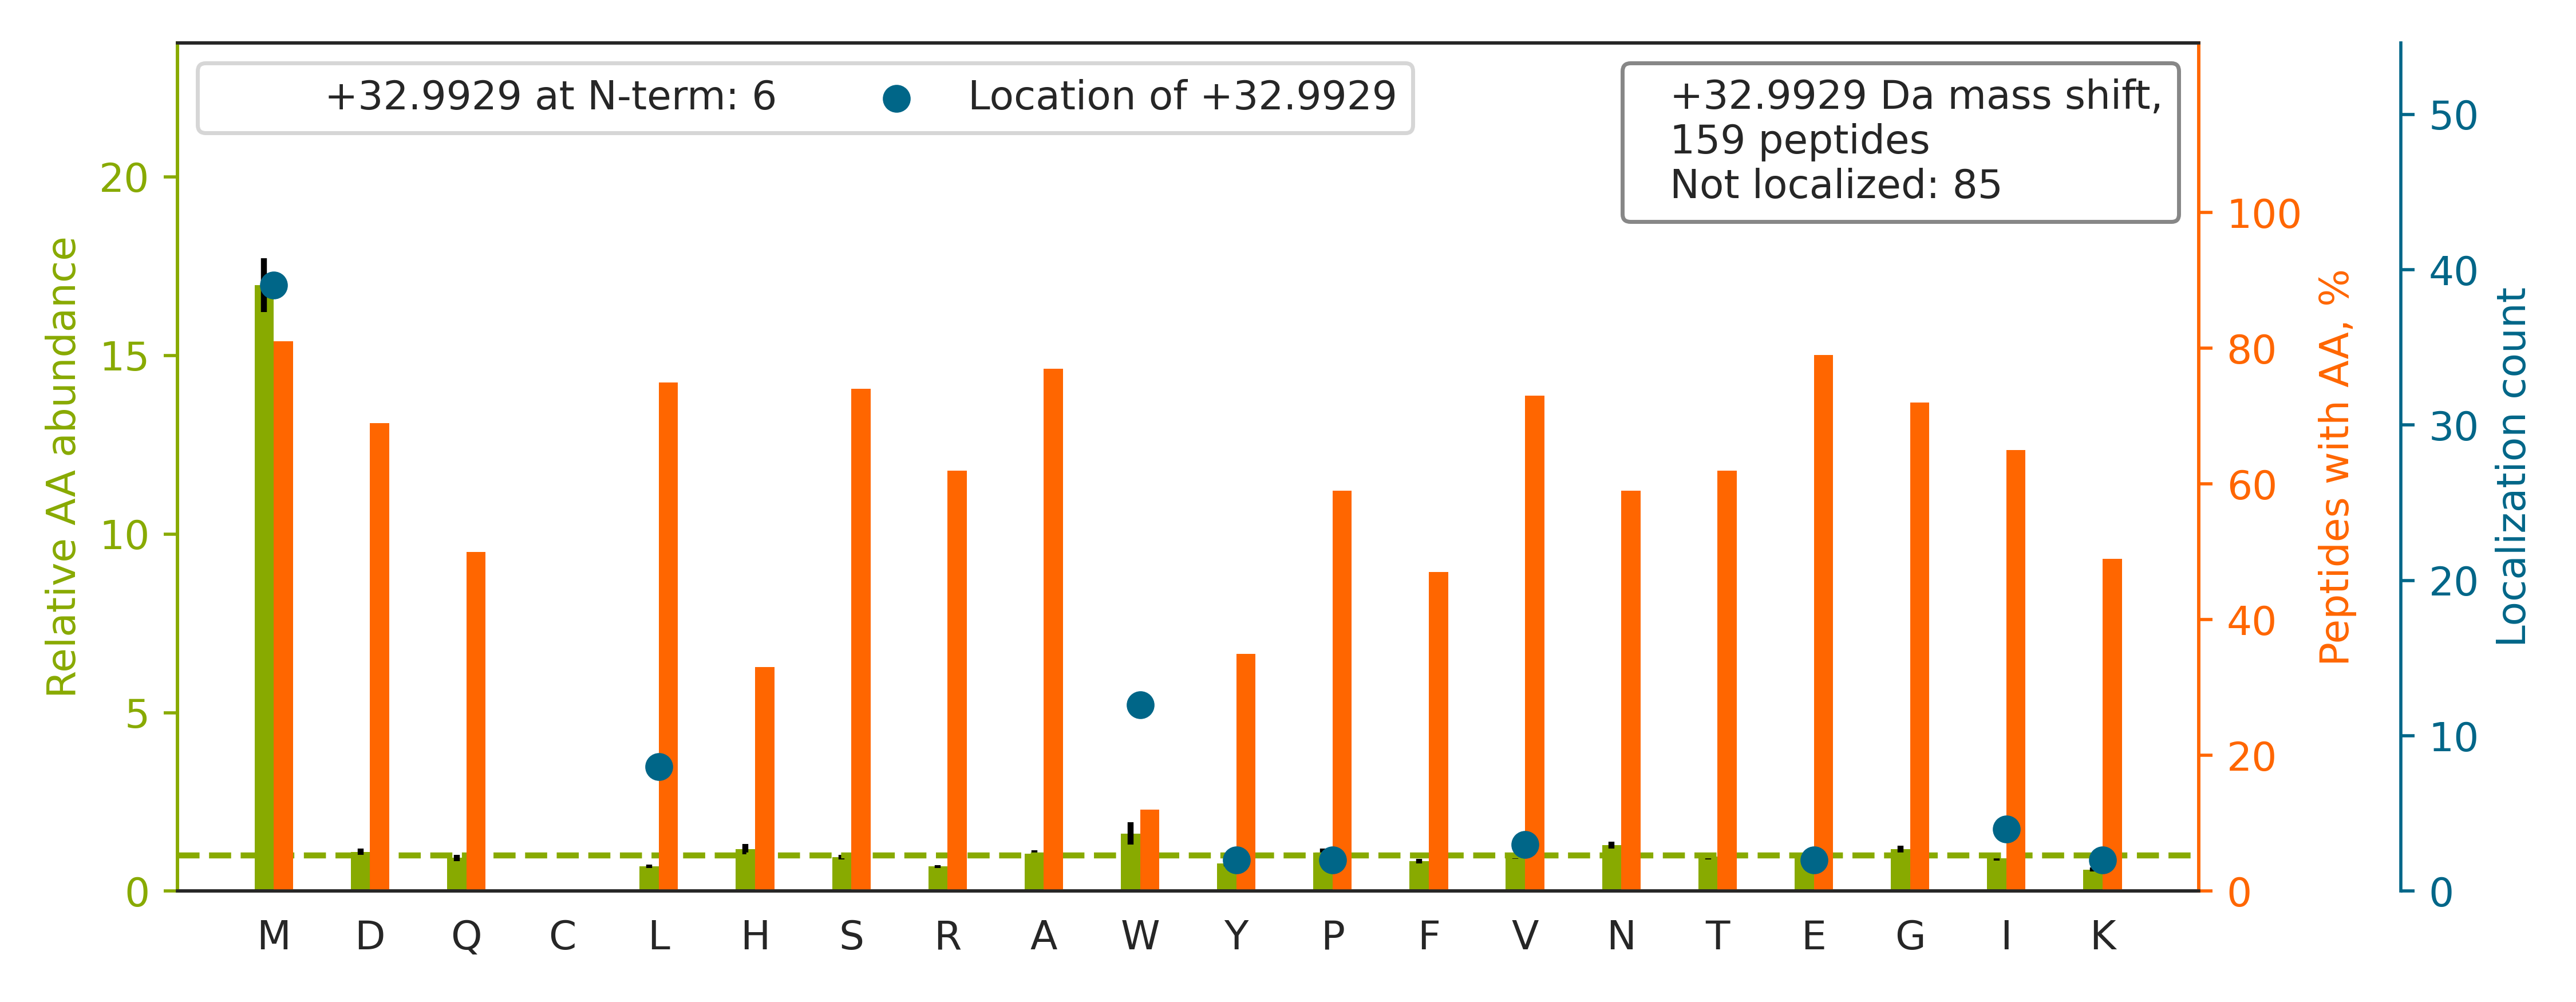 +32.9929 at N-term: 6
Location of +32.9929
+32.9929 Da mass shift,
159 peptides
Not localized: 85
Relative AA abundance
20
15
10
5
0
Peptides with AA, %
100
80
60
40
20
0
Localization count
50
40
30
20
10
0
M D Q C L H S R A W Y P F V N T E G I K